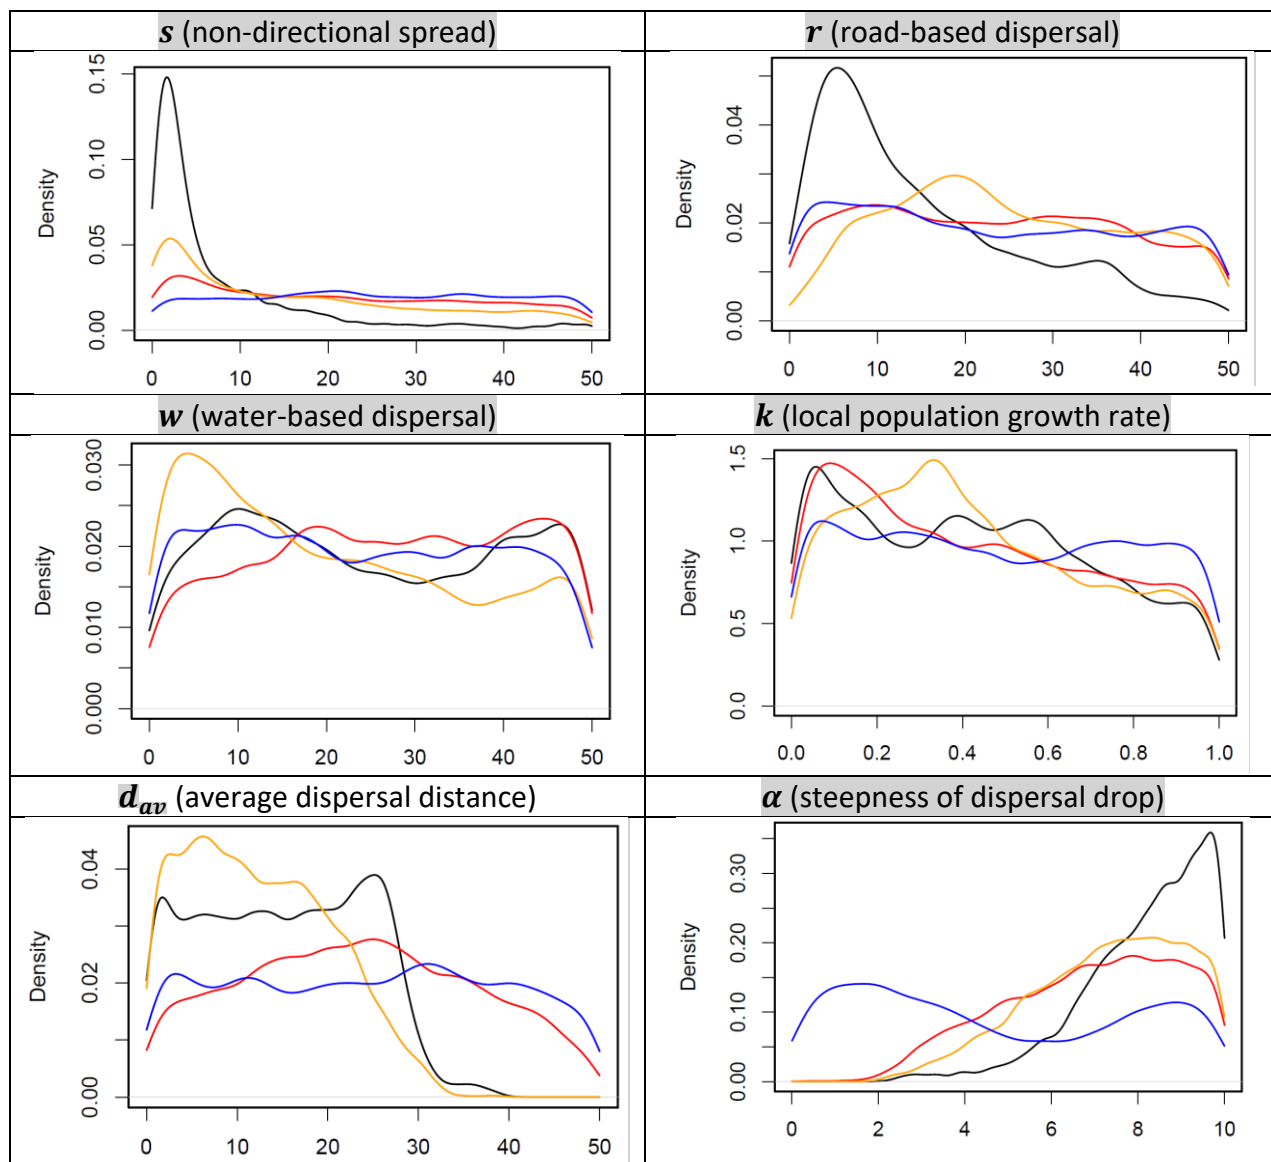 s (non-directional spread)
r (road-based dispersal)
0.15
0.10
0.05
0.00
Density
0 10 20 30 40 50
0.04
0.02
0.00
Density
0 10 20 30 40 50
w (water-based dispersal)
k (local population growth rate)
0.030
0.020
0.010
0.000
Density
0 10 20 30 40 50
1.5
1.0
0.5
0.0
Density
0.0 0.2 0.4 0.6 0.8 1.0
dav (average dispersal distance)
α (steepness of dispersal drop)
0.04
0.02
0.00
Density
0 10 20 30 40 50
0.30
0.20
0.10
0.00
Density
0 2 4 6 8 10